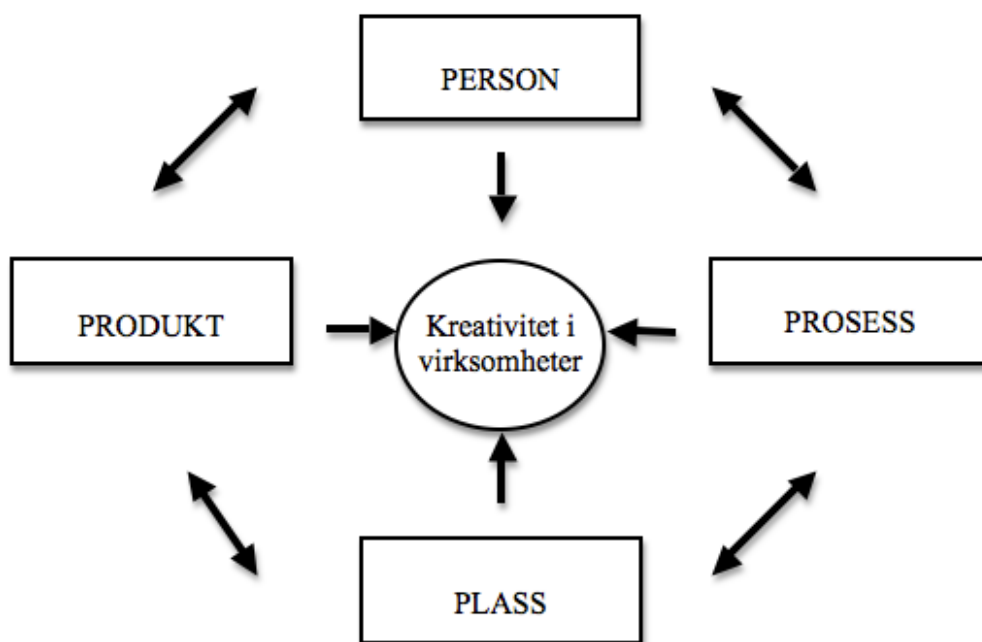 PERSON
PRODUKT
Kreativitet i
virksomheter
PROSESS
PLASS